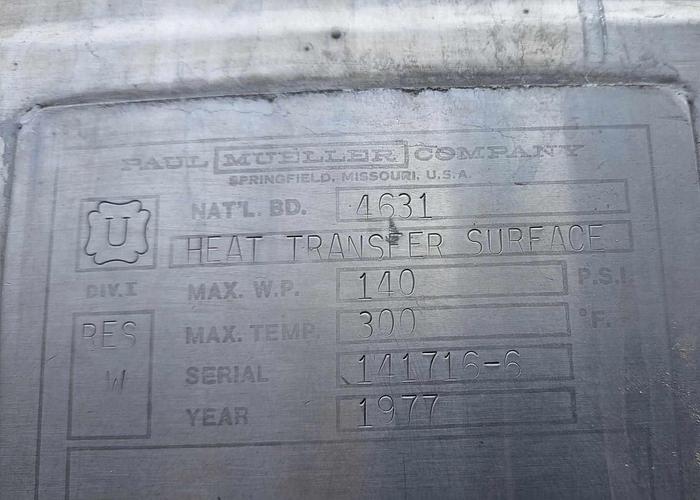 PAUL MUELLER COMPANY
SPRINGFIELD, MISSOURI, U.S.A.
U
NAT'L. BD. 4631
HEAT TRANSFER SURFACE
DIV. I
MAX. W.P. 140 P.S.I.
RES
MAX. TEMP. 300 °F.
W
SERIAL 141716-6
YEAR 1977